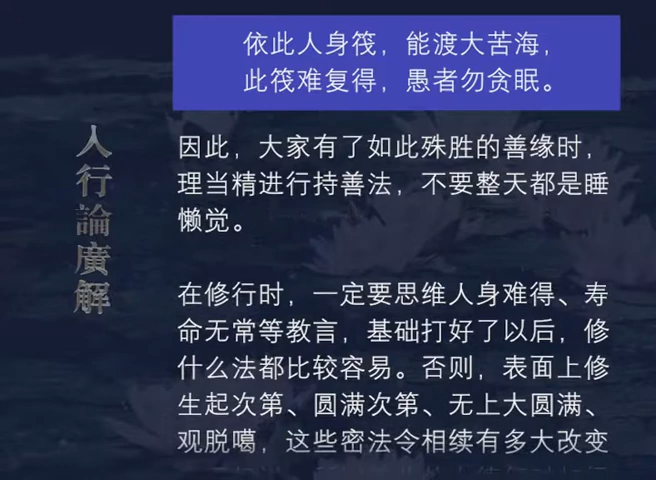 依此人身筏，能渡大苦海，
此筏难复得，愚者勿贪眠。
人行論廣解
因此，大家有了如此殊胜的善缘时，
理当精进行持善法，不要整天都是睡
懒觉。
在修行时，一定要思维人身难得、寿
命无常等教言，基础打好了以后，修
什么法都比较容易。否则，表面上修
生起次第、圆满次第、无上大圆满、
观脱噶，这些密法令相续有多大改变